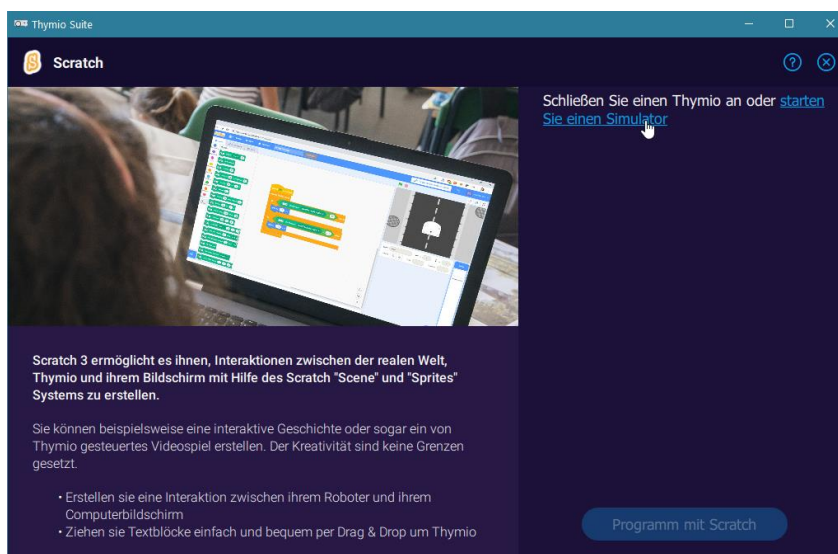 Thymio Suite
Scratch
Schließen Sie einen Thymio an oder starten
Sie einen Simulator
Scratch 3 ermöglicht es ihnen, Interaktionen zwischen der realen Welt,
Thymio und ihrem Bildschirm mit Hilfe des Scratch "Scene" und "Sprites"
Systems zu erstellen.
Sie können beispielsweise eine interaktive Geschichte oder sogar ein von
Thymio gesteuertes Videospiel erstellen. Der Kreativität sind keine Grenzen
gesetzt.
• Erstellen sie eine Interaktion zwischen ihrem Roboter und ihrem
Computerbildschirm
• Ziehen sie Textblöcke einfach und bequem per Drag & Drop um Thymio
Programm mit Scratch